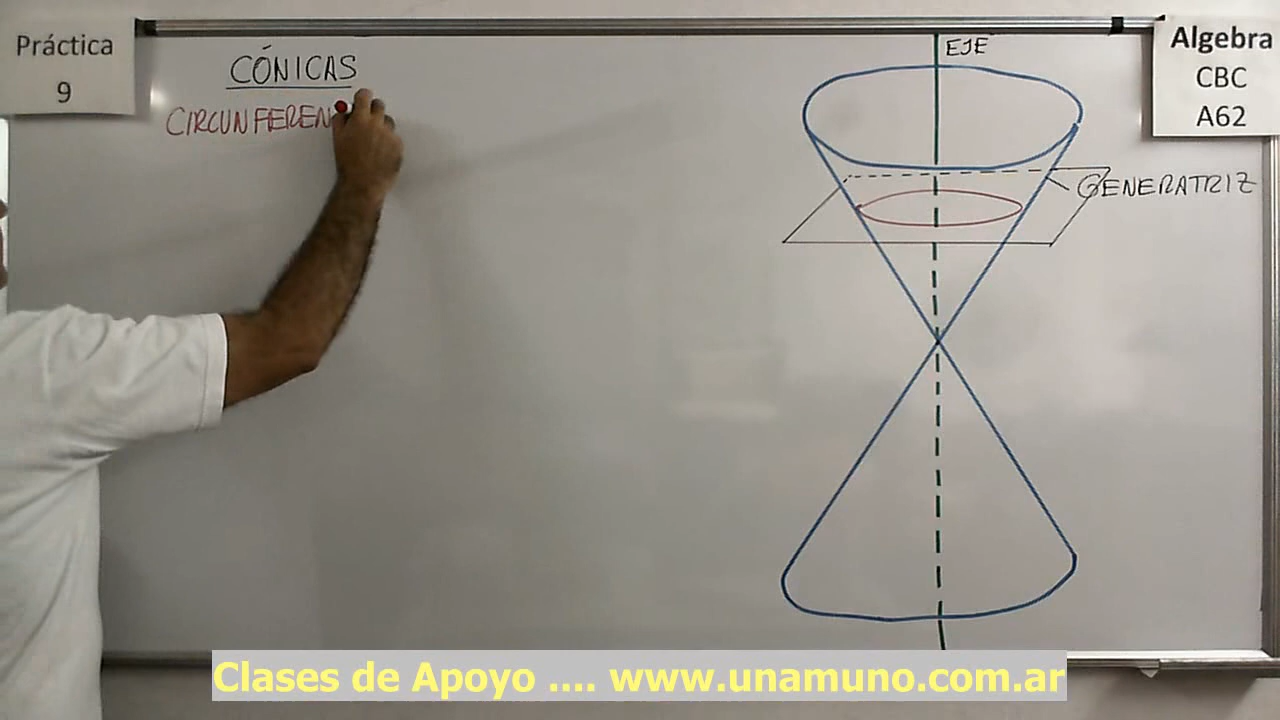 Práctica
9
CÓNICAS
CIRCUNFEREN
EJE
GENERATRIZ
Algebra
CBC
A62
Clases de Apoyo .... www.unamuno.com.ar